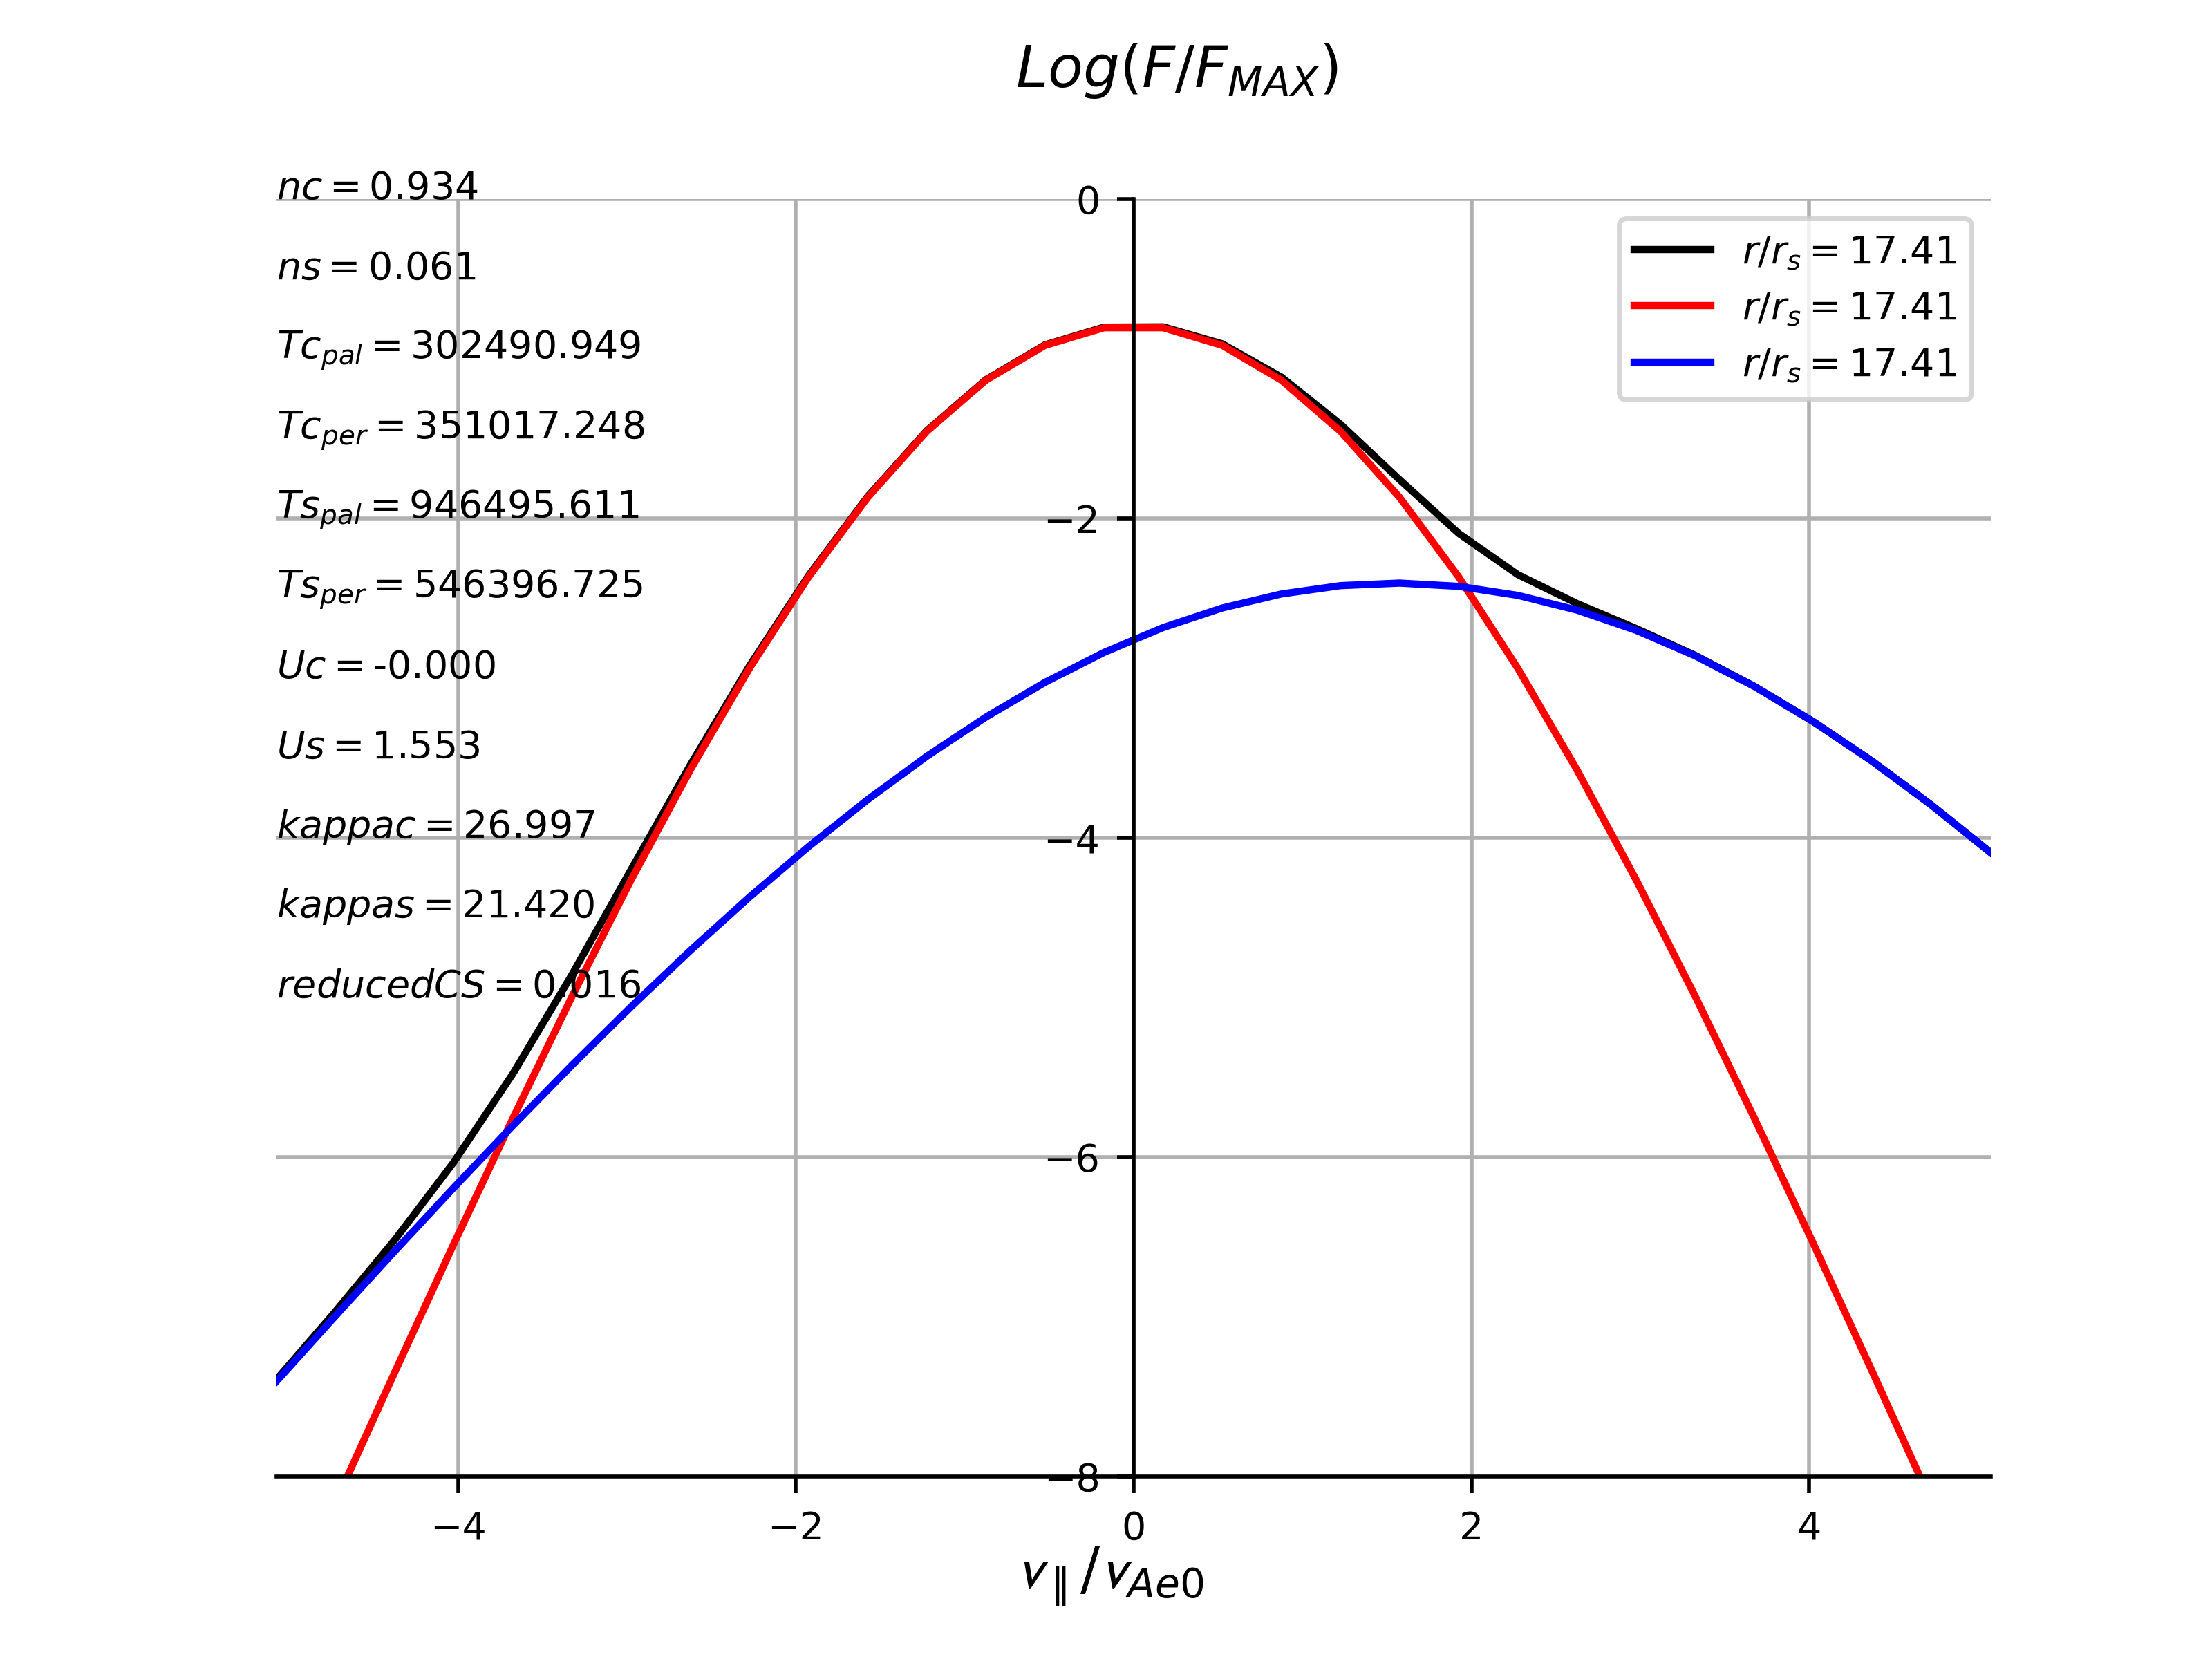 Log(F/F_MAX)
nc = 0.934
ns = 0.061
Tc_pal = 302490.949
Tc_per = 351017.248
Ts_pal = 946495.611
Ts_per = 546396.725
Uc = -0.000
Us = 1.553
kappac = 26.997
kappas = 21.420
reducedCS = 0.016
0
−2
−4
−6
−8
r/r_s = 17.41
r/r_s = 17.41
r/r_s = 17.41
−4 −2 0 2 4
v_∥/v_Ae0